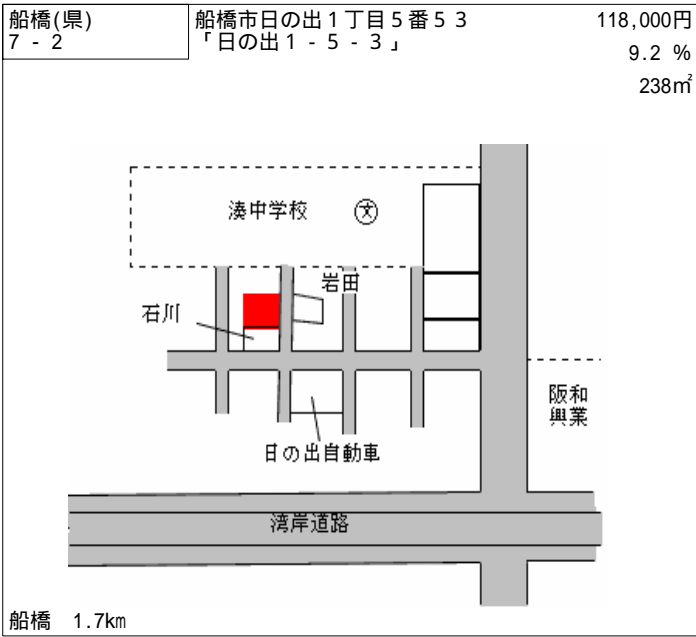 船橋(県)
7 - 2
船橋市日の出1丁目5番53
「日の出1 - 5 - 3」
118,000円
9.2 %
238㎡
湊中学校 文
岩田
石川
阪和
興業
日の出自動車
湾岸道路
船橋 1.7km